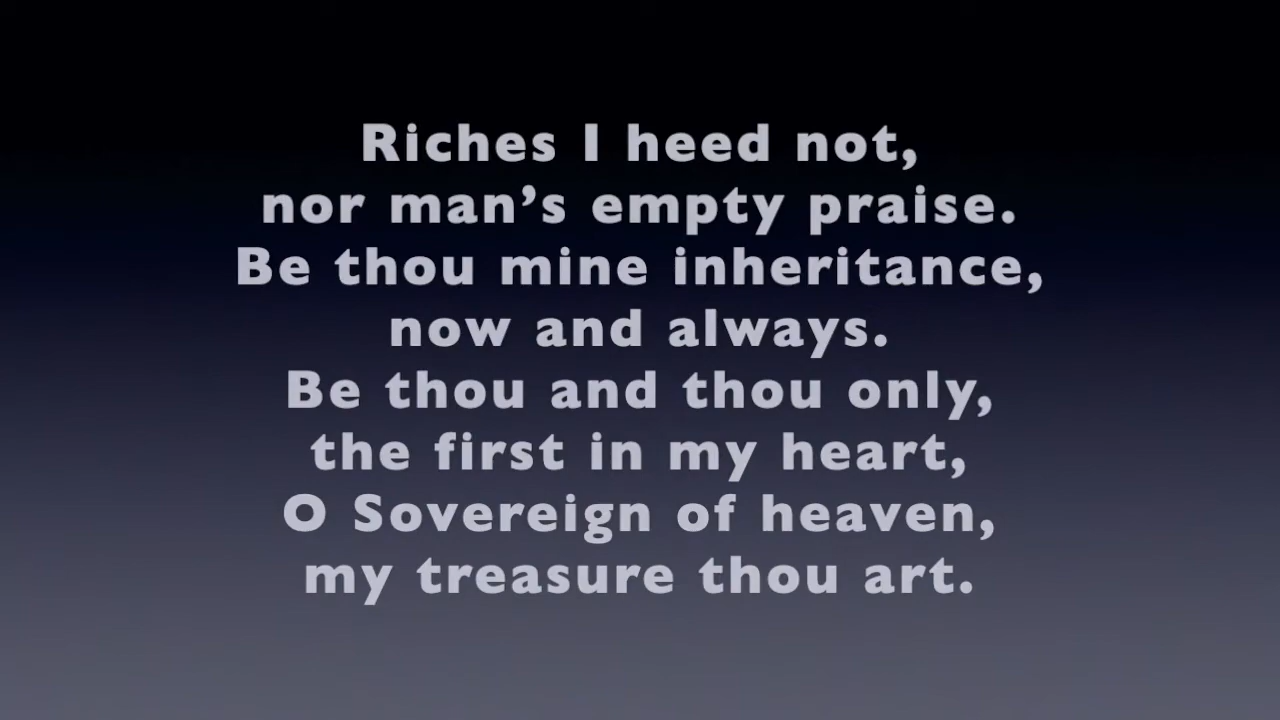 Riches I heed not,
nor man’s empty praise.
Be thou mine inheritance,
now and always.
Be thou and thou only,
the first in my heart,
O Sovereign of heaven,
my treasure thou art.